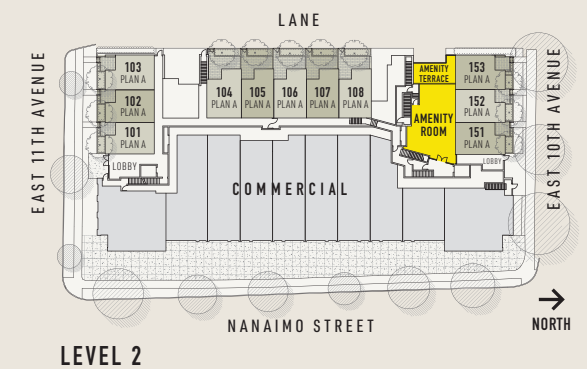 LANE
EAST 11TH AVENUE
103
PLAN A
102
PLAN A
101
PLAN A
LOBBY
104
PLAN A
105
PLAN A
106
PLAN A
107
PLAN A
108
PLAN A
AMENITY
TERRACE
AMENITY
ROOM
153
PLAN A
152
PLAN A
151
PLAN A
LOBBY
EAST 10TH AVENUE
COMMERCIAL
NANAIMO STREET
NORTH
LEVEL 2